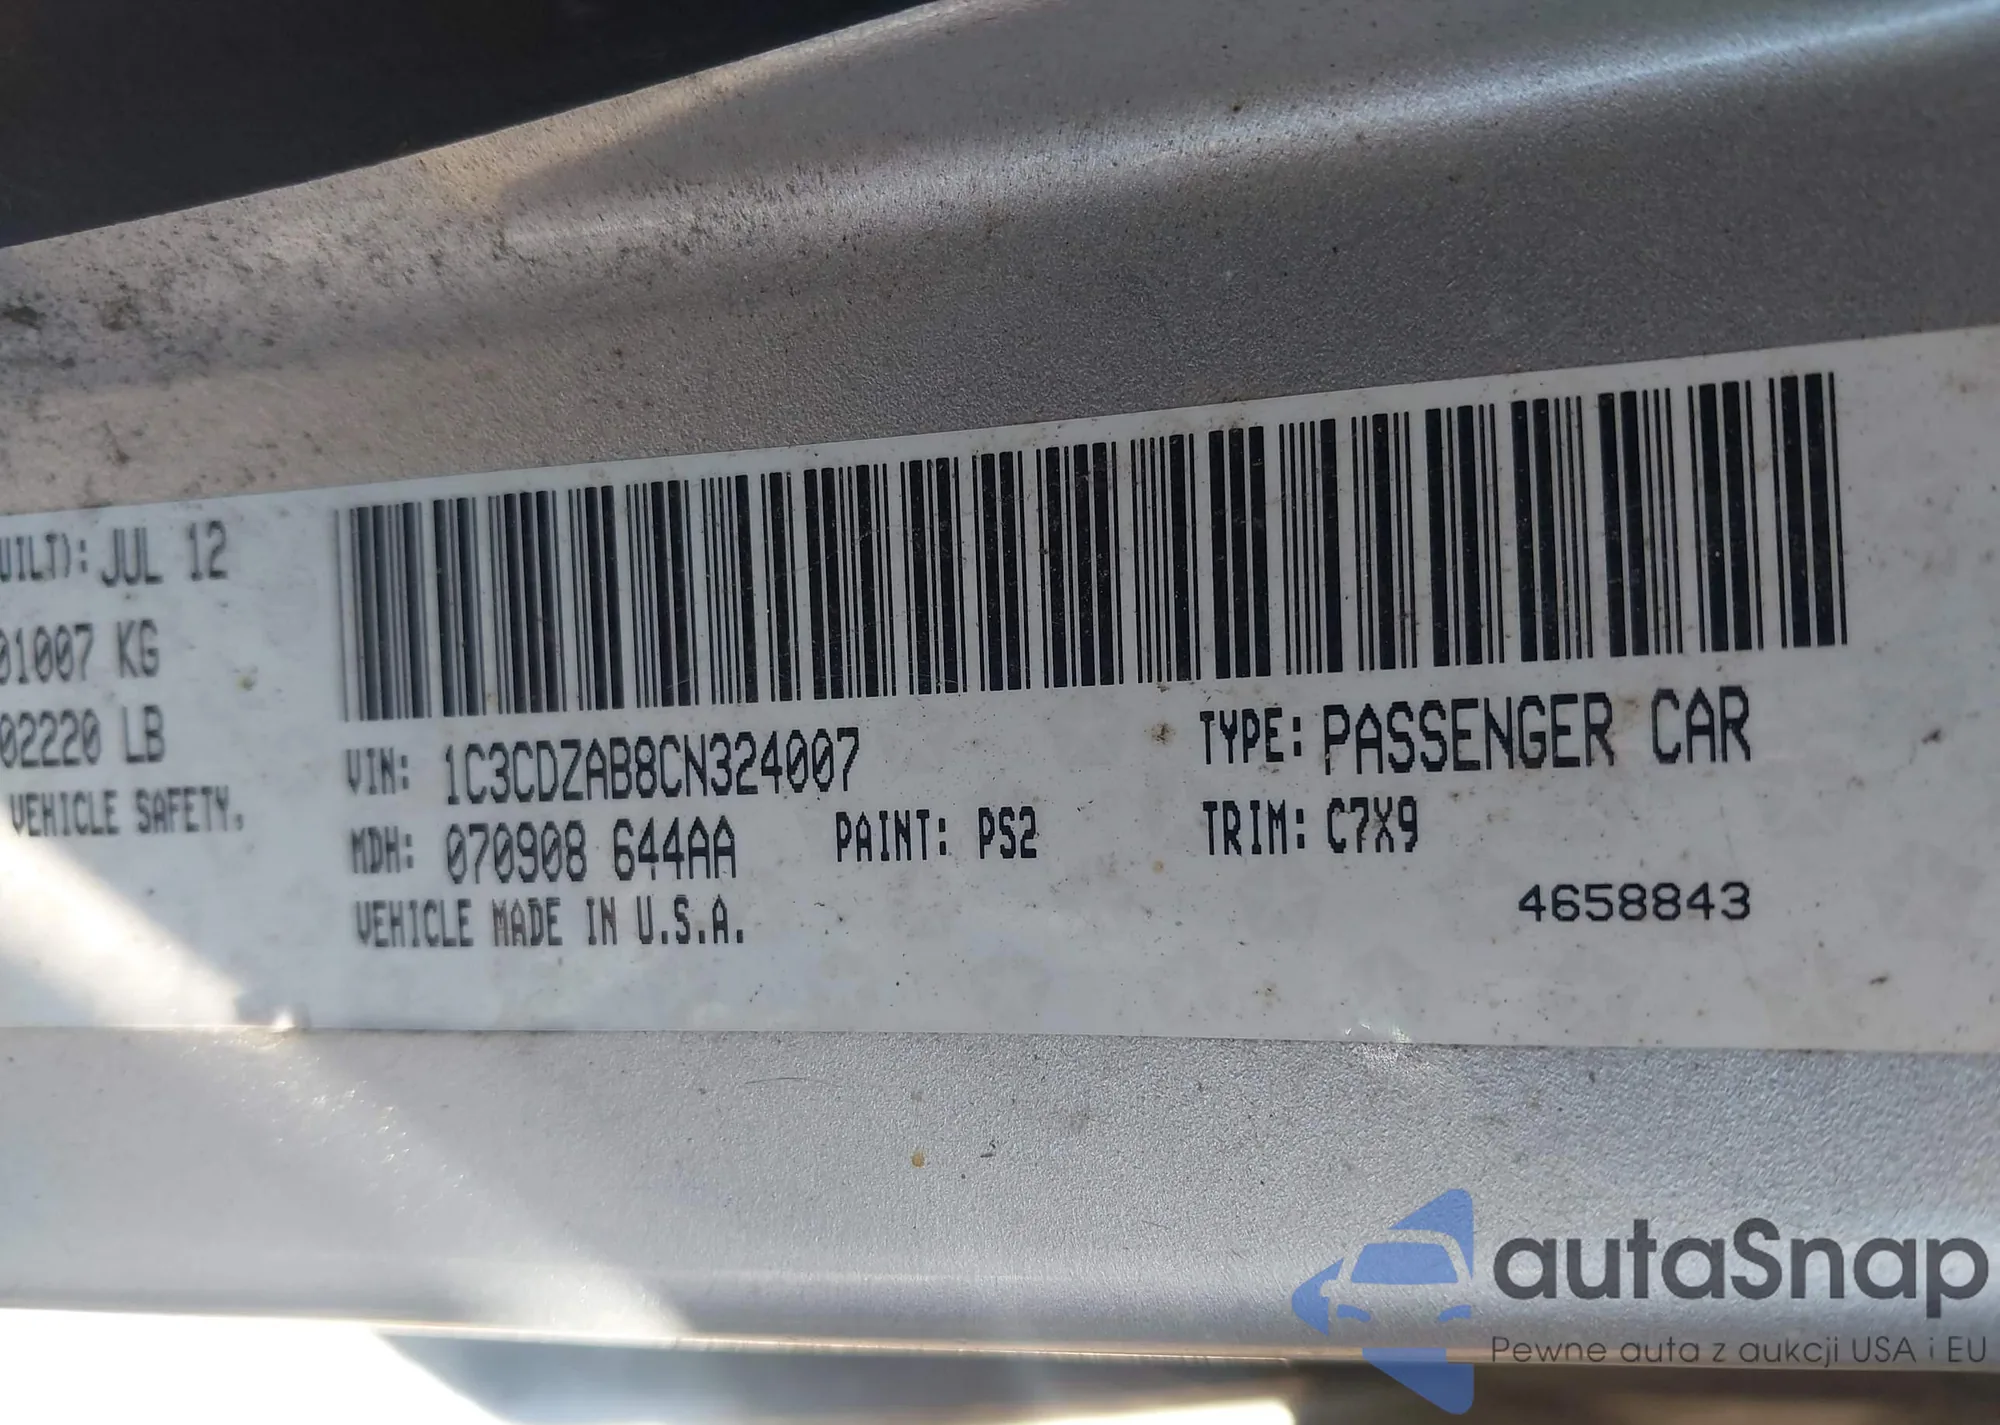 UILT): JUL 12
01007 KG
02220 LB
VEHICLE SAFETY.
VIN: 1C3CDZAB8CN324007
TYPE: PASSENGER CAR
MDH: 070908 644AA
PAINT: PS2
TRIM: C7X9
VEHICLE MADE IN U.S.A.
4658843
autaSnap
Pewne auta z aukcji USA i EU